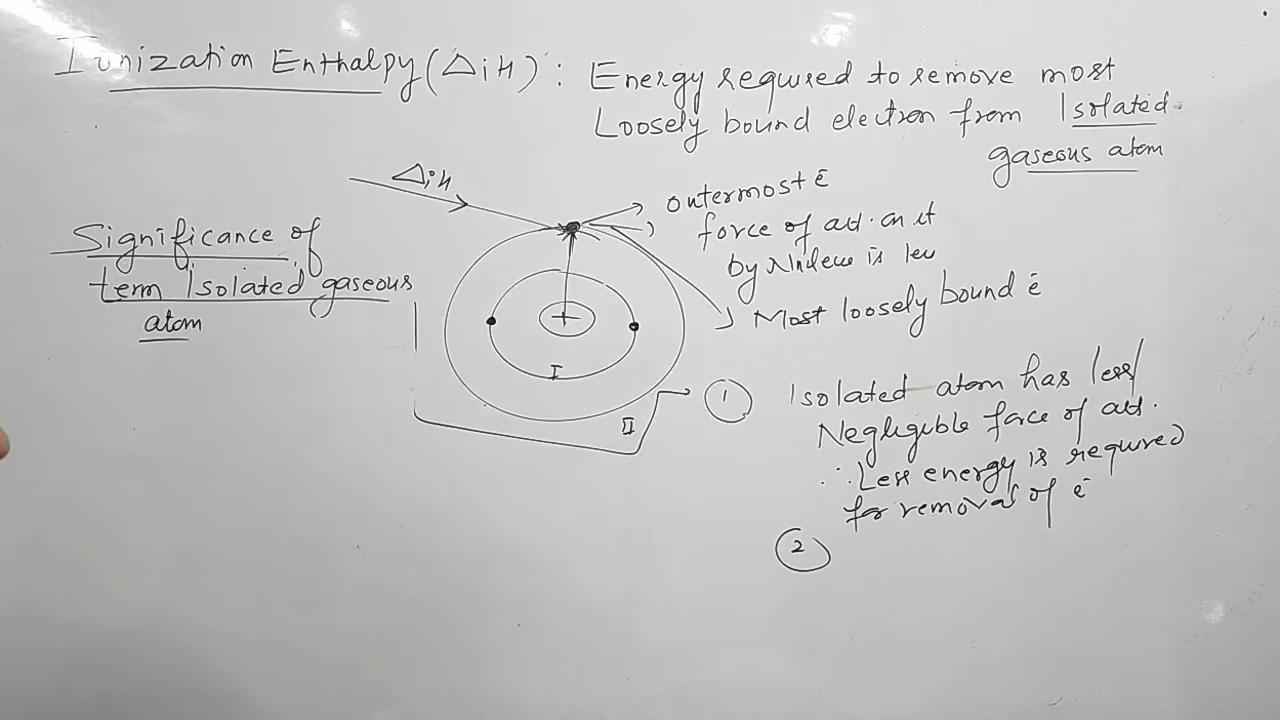 Ionization Enthalpy (ΔiH) : Energy required to remove most
Loosely bound electron from Isolated
gaseous atom
ΔiH
outermost ē
force of att. on it
by Nucleus is less
Most loosely bound ē
Significance of
term Isolated gaseous
atom
+
I
II
1 Isolated atom has less/
Negligible force of att.
∴ Less energy is required
for removal of ē
2